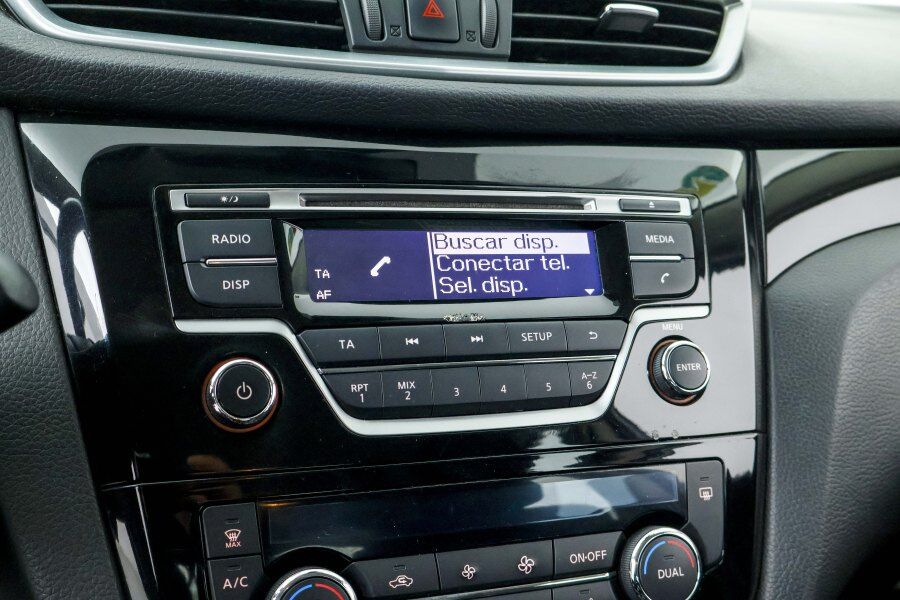 RADIO
DISP
TA
AF
Buscar disp.
Conectar tel.
Sel. disp.
MEDIA
TA
SETUP
MENU
ENTER
RPT
1
MIX
2
3
4
5
A-Z
6
MAX
A/C
ON-OFF
DUAL